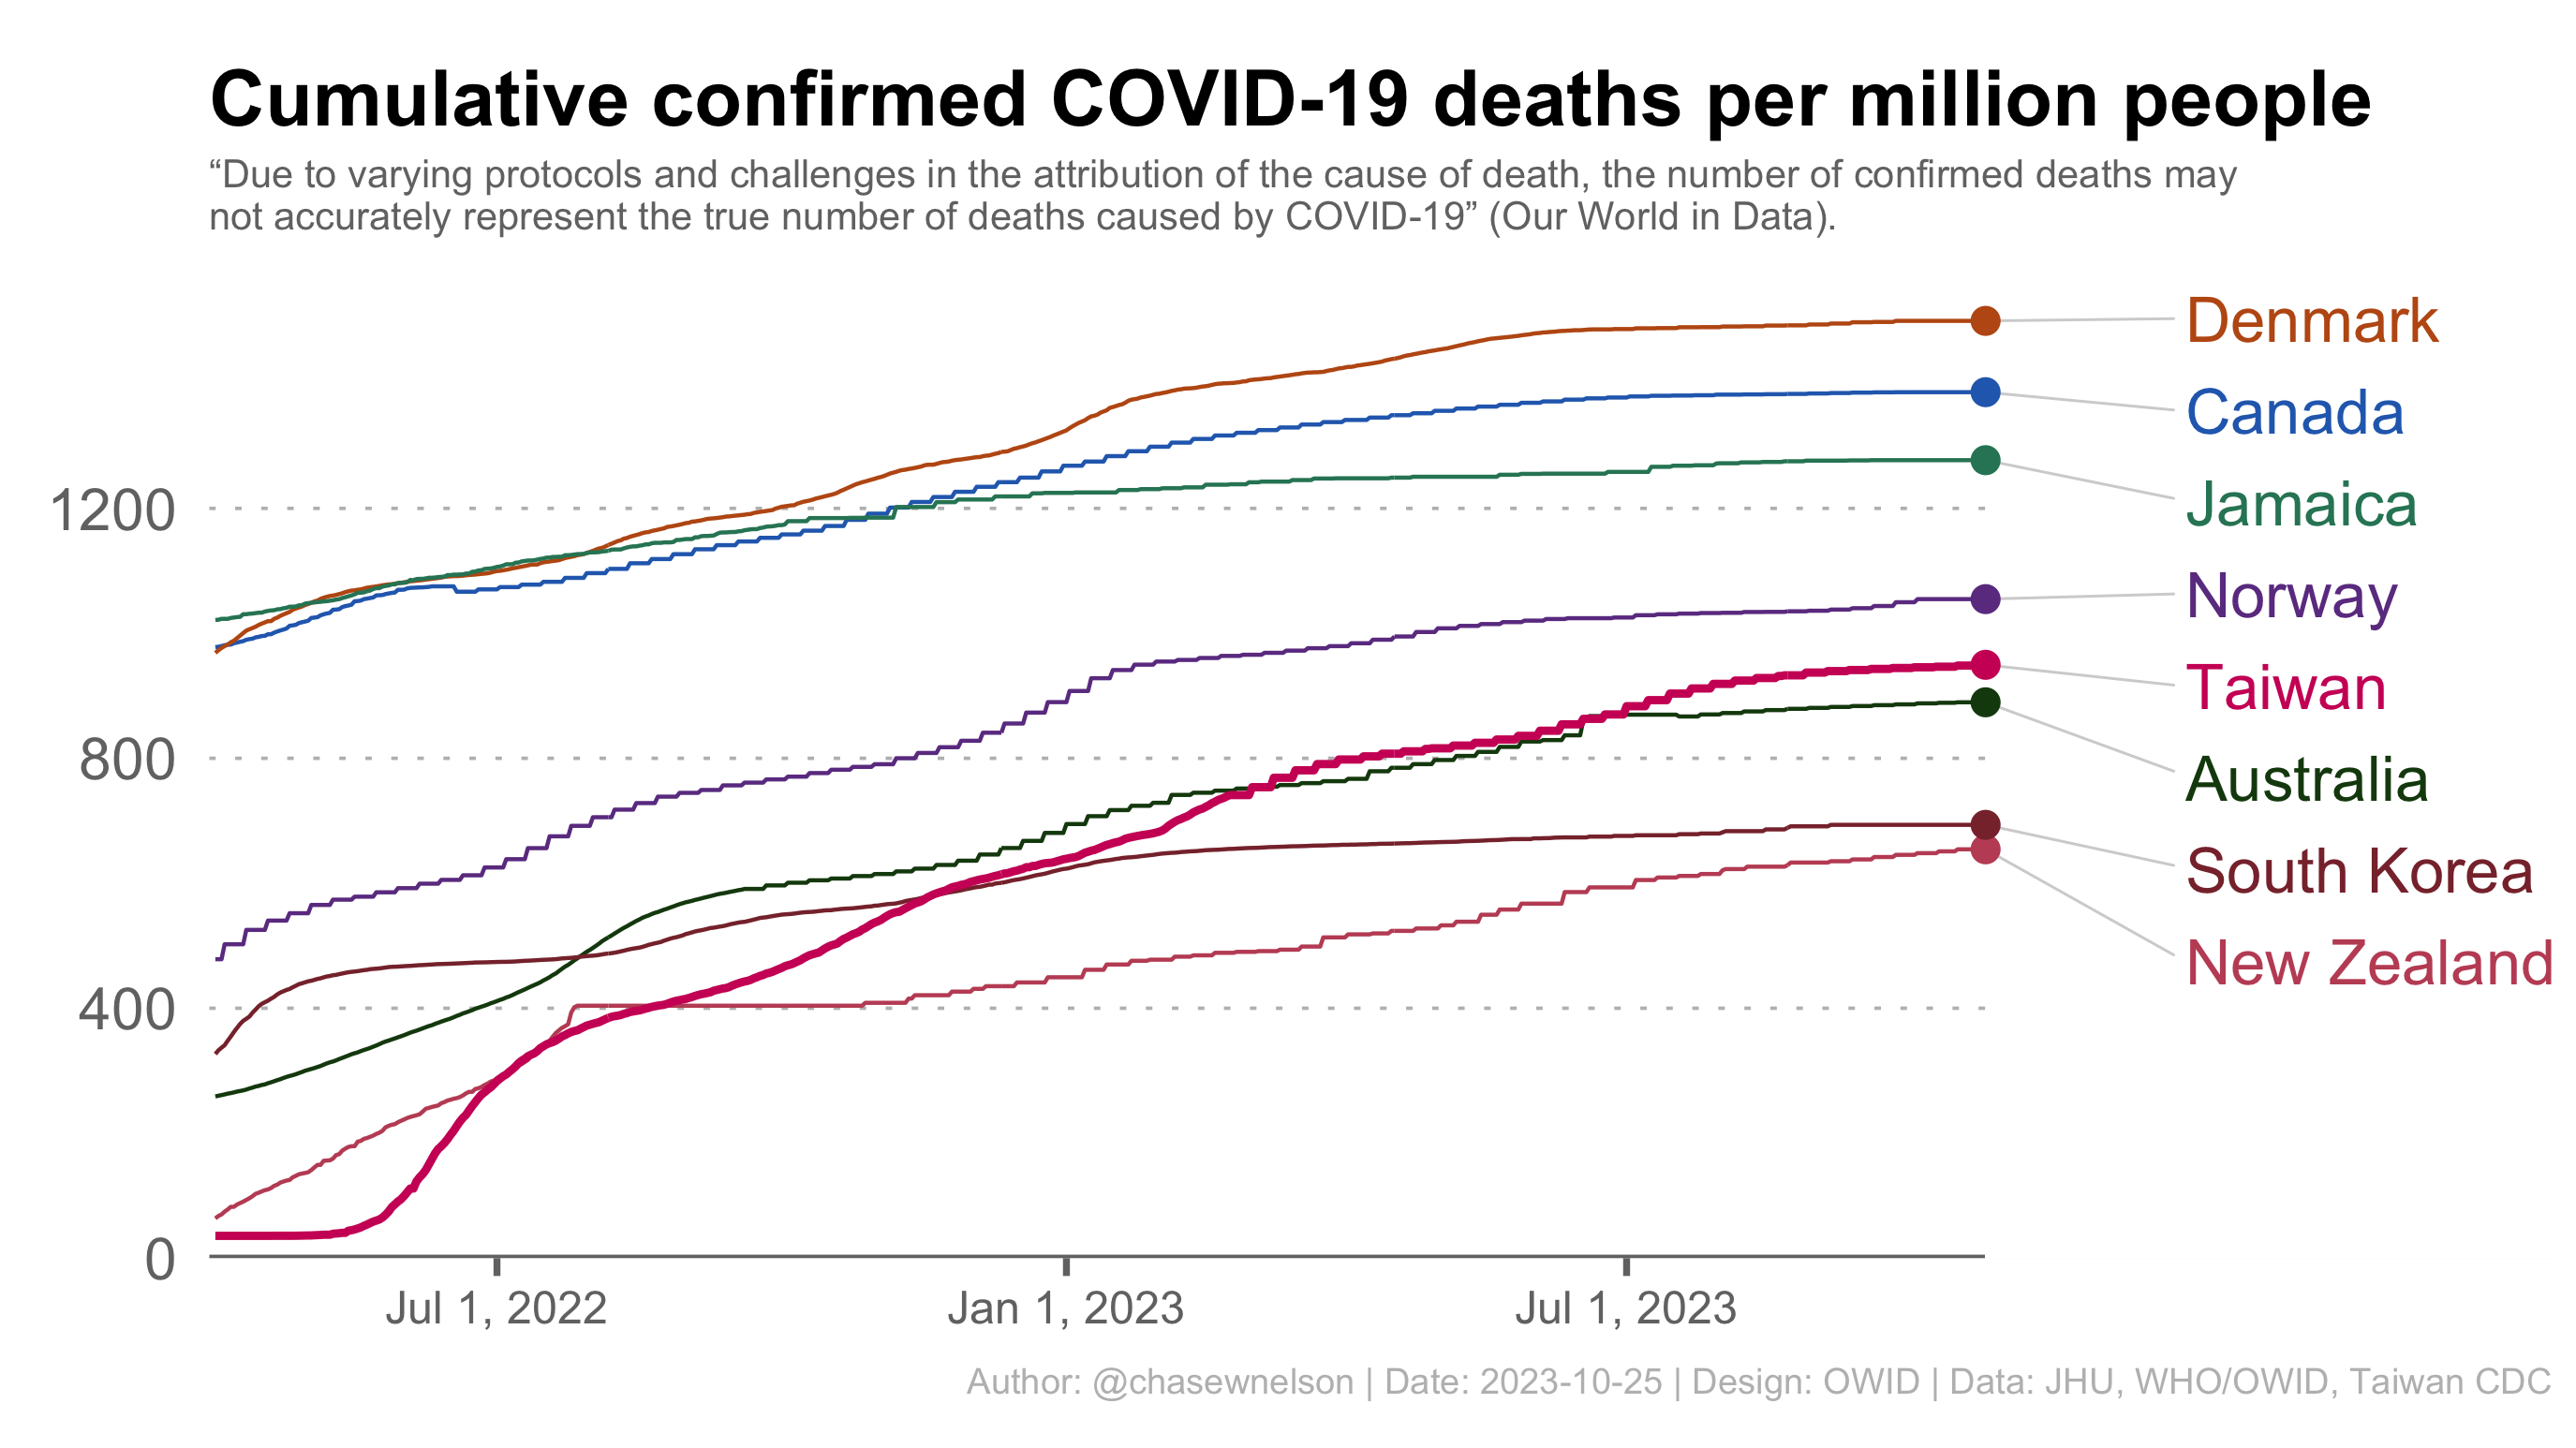 Cumulative confirmed COVID-19 deaths per million people
“Due to varying protocols and challenges in the attribution of the cause of death, the number of confirmed deaths may
not accurately represent the true number of deaths caused by COVID-19” (Our World in Data).
Denmark
Canada
Jamaica
1200
Norway
Taiwan
800
Australia
South Korea
New Zealand
400
0
Jul 1, 2022 Jan 1, 2023 Jul 1, 2023
Author: @chasewnelson | Date: 2023-10-25 | Design: OWID | Data: JHU, WHO/OWID, Taiwan CDC